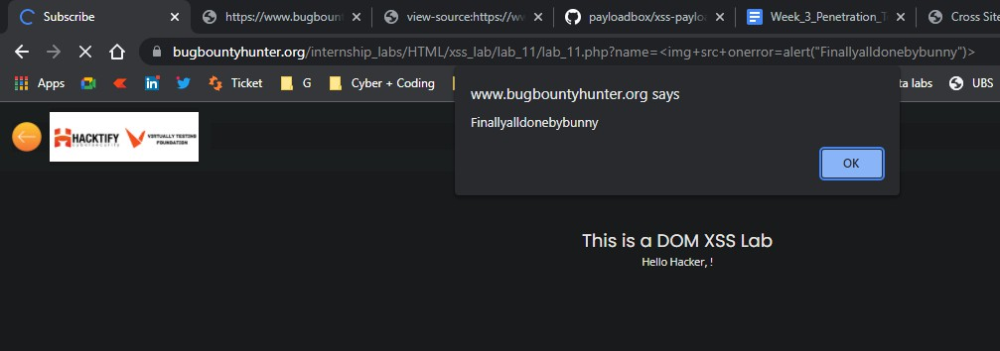 Subscribe
https://www.bugbount
view-source:https://ww
payloadbox/xss-paylo
Week_3_Penetration_T
Cross Site
bugbountyhunter.org/internship_labs/HTML/xss_lab/lab_11/lab_11.php?name=<img+src+onerror=alert("Finallyalldonebybunny")>
Apps
Ticket
G
Cyber + Coding
ta labs
UBS
www.bugbountyhunter.org says
Finallyalldonebybunny
OK
HACKTIFY
VIRTUALLY TESTING
FOUNDATION
This is a DOM XSS Lab
Hello Hacker, !